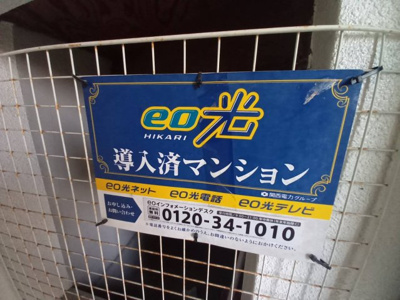 eo光
HIKARI
導入済マンション
関西電力グループ
eo光ネット eo光電話 eo光テレビ
お申し込み・
お問い合わせ
eoインフォメーションデスク
0120-34-1010